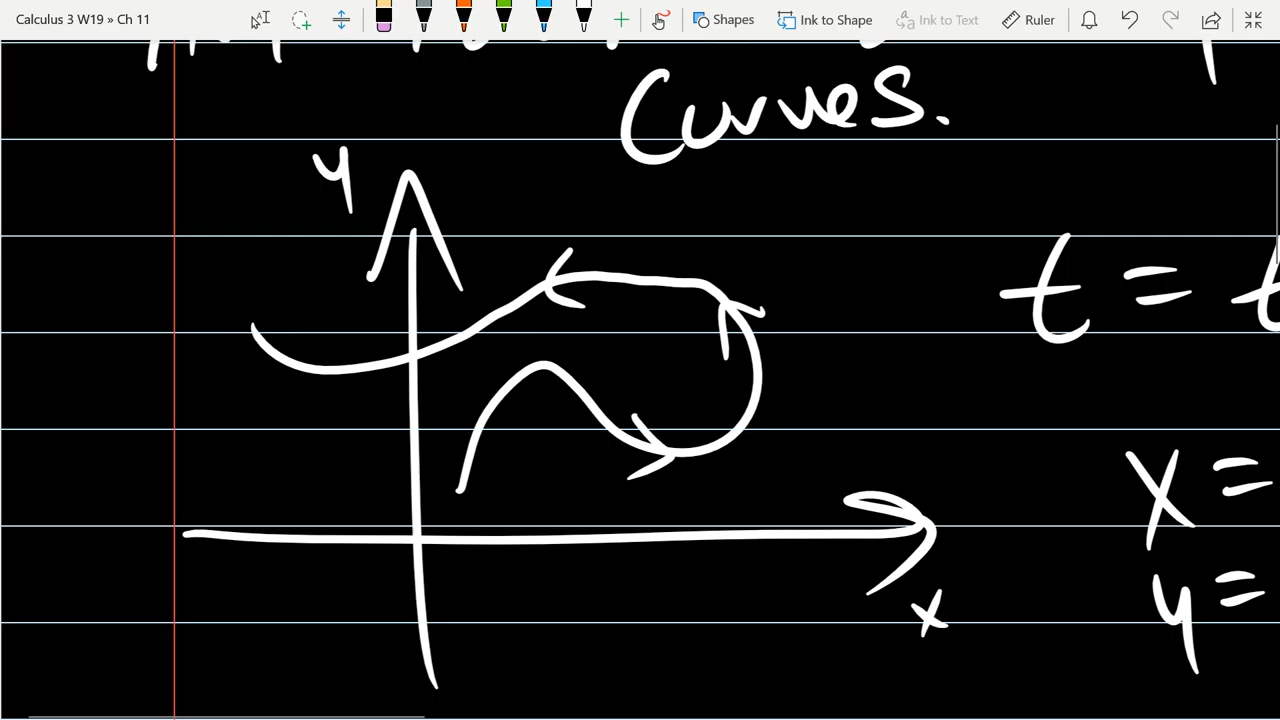 Calculus 3 W19 » Ch 11
Shapes
Ink to Shape
Ink to Text
Ruler
Curves.
y
t = t
x =
y =
x